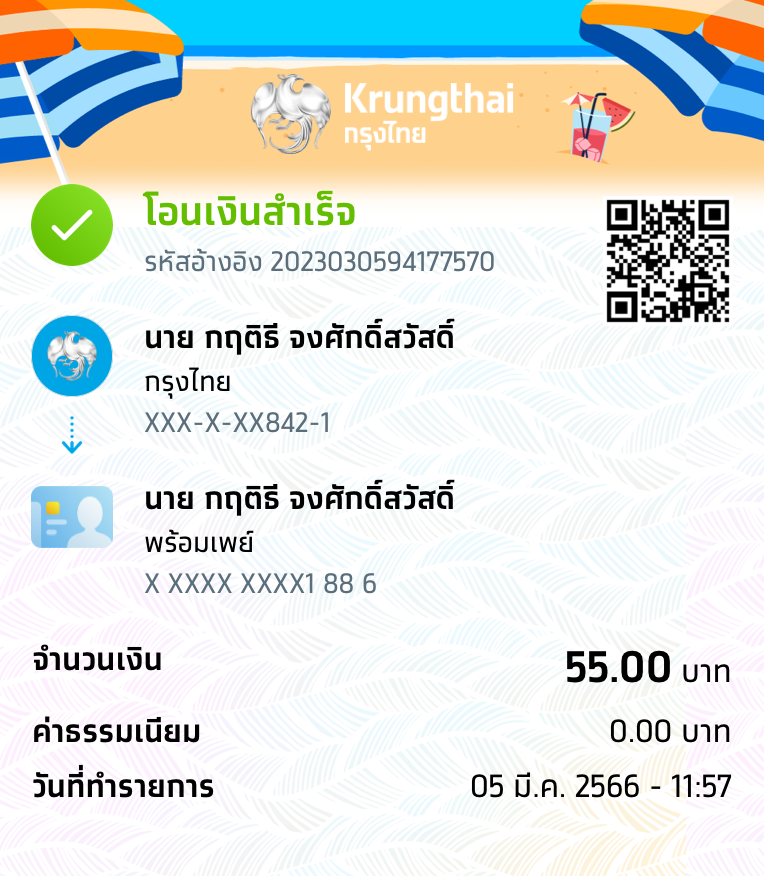 Krungthai
กรุงไทย
โอนเงินสำเร็จ
รหัสอ้างอิง 2023030594177570
นาย กฤติธี จงศักดิ์สวัสดิ์
กรุงไทย
XXX-X-XX842-1
นาย กฤติธี จงศักดิ์สวัสดิ์
พร้อมเพย์
X XXXX XXXX1 88 6
จำนวนเงิน 55.00 บาท
ค่าธรรมเนียม 0.00 บาท
วันที่ทำรายการ 05 มี.ค. 2566 - 11:57